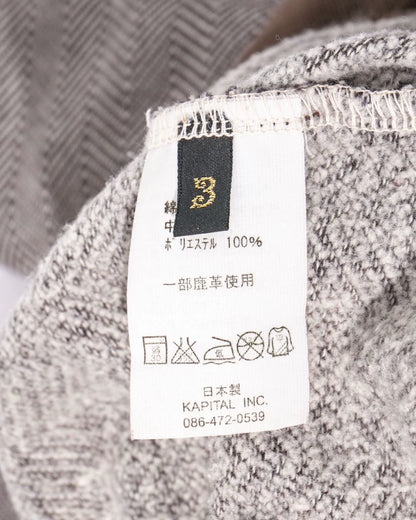 3
綿
中
ポリエステル 100%
一部鹿革使用
日本製
KAPITAL INC.
086-472-0539